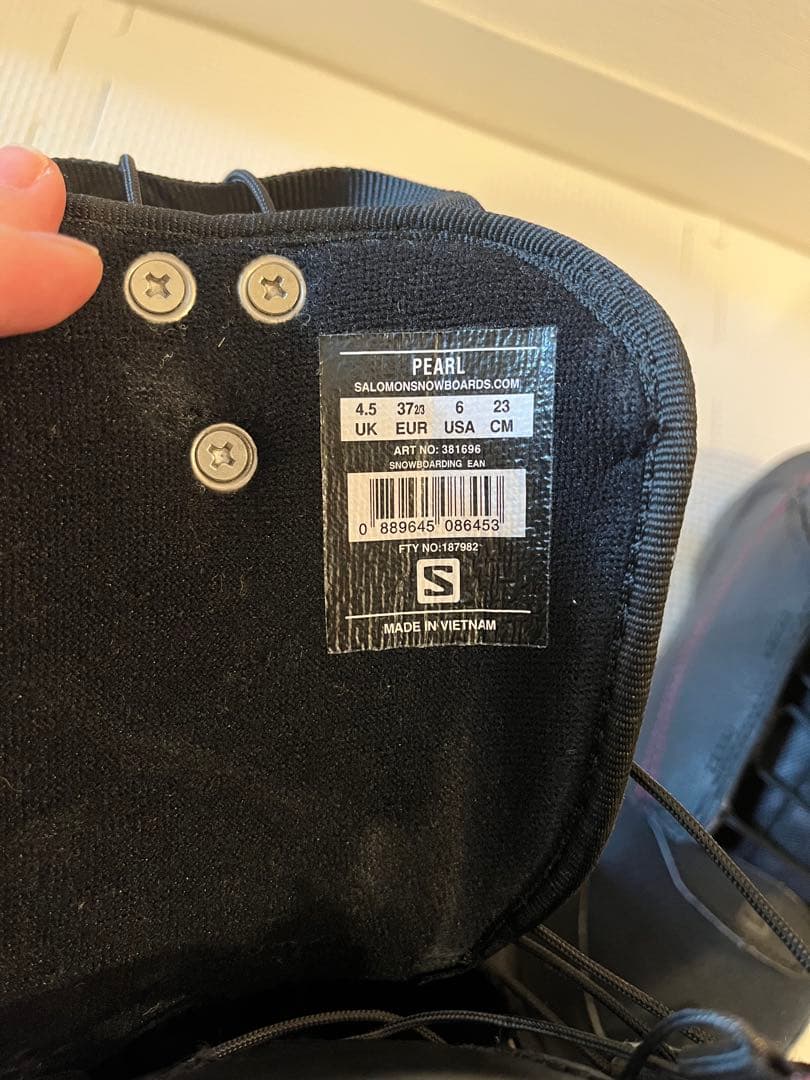 PEARL
SALOMONSNOWBOARDS.COM
4.5 37 2/3 6 23
UK EUR USA CM
ART NO: 381696
SNOWBOARDING EAN
0 889645 086453
FTY NO:187982
S
MADE IN VIETNAM